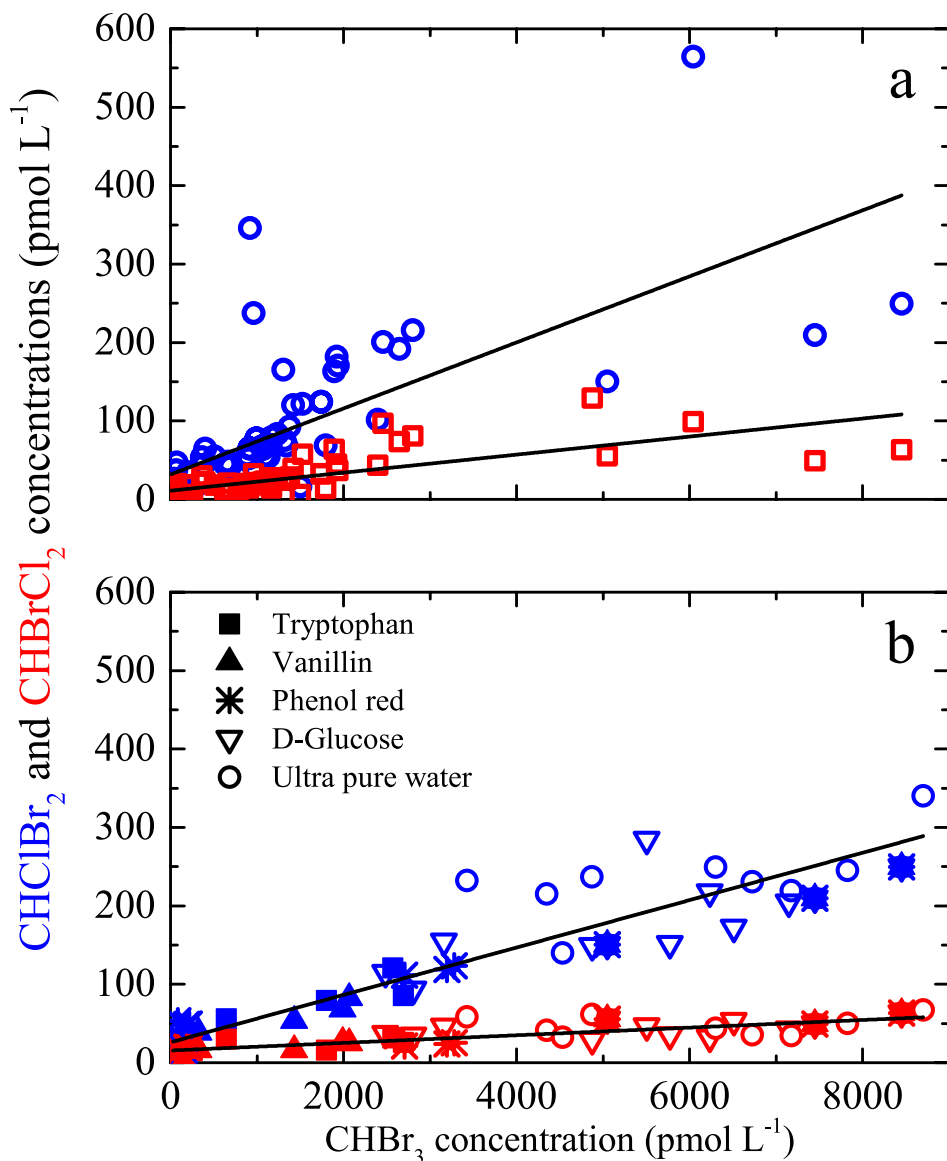 CHClBr₂ and CHBrCl₂ concentrations (pmol L⁻¹)
600
500
400
300
200
100
0
a
600
500
400
300
200
100
0
b
Tryptophan
Vanillin
Phenol red
D-Glucose
Ultra pure water
0 2000 4000 6000 8000
CHBr₃ concentration (pmol L⁻¹)